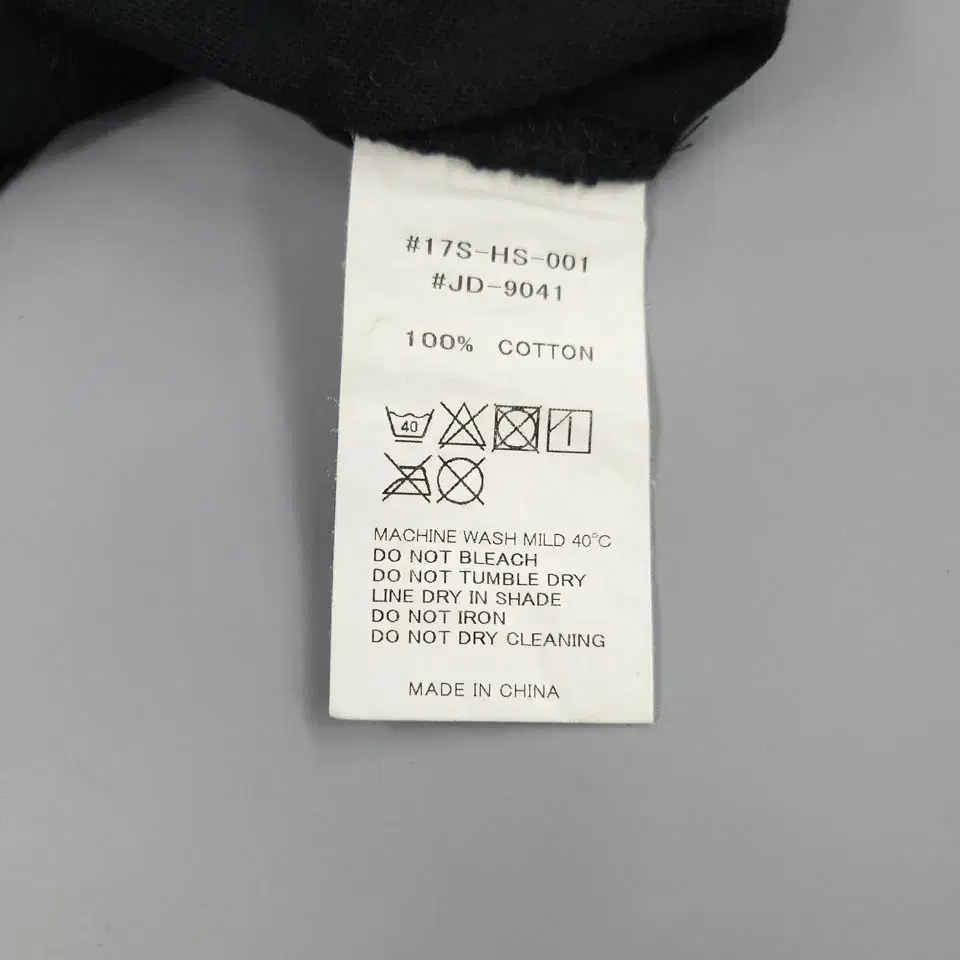 #17S-HS-001
#JD-9041
100% COTTON
40
MACHINE WASH MILD 40°C
DO NOT BLEACH
DO NOT TUMBLE DRY
LINE DRY IN SHADE
DO NOT IRON
DO NOT DRY CLEANING
MADE IN CHINA